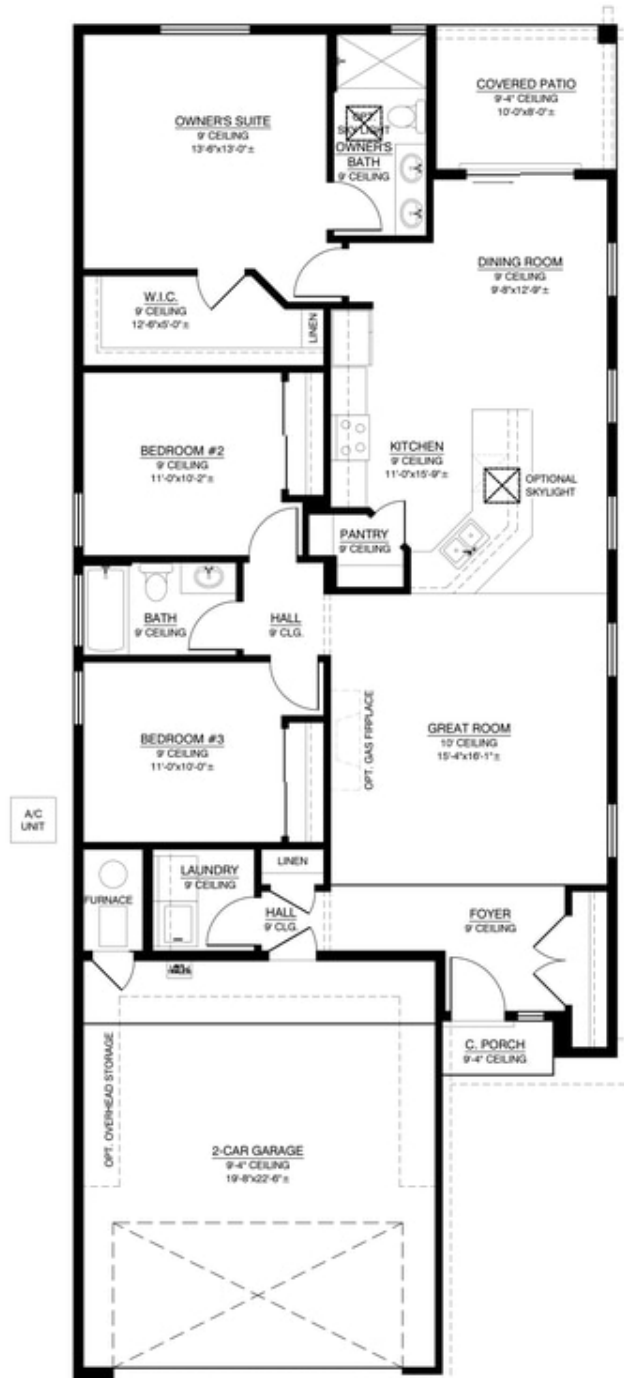 COVERED PATIO
9'-4" CEILING
10'-0"x8'-0"±
OWNER'S SUITE
9' CEILING
13'-6"x13'-0"±
OPT.
SKYLIGHT
OWNER'S
BATH
9' CEILING
DINING ROOM
9' CEILING
9'-8"x12'-9"±
W.I.C.
9' CEILING
12'-6"x5'-0"±
LINEN
BEDROOM #2
9' CEILING
11'-0"x10'-2"±
KITCHEN
9' CEILING
11'-0"x15'-9"±
OPTIONAL
SKYLIGHT
PANTRY
9' CEILING
BATH
9' CEILING
HALL
9' CLG.
BEDROOM #3
9' CEILING
11'-0"x10'-0"±
OPT. GAS FIRPLACE
GREAT ROOM
10' CEILING
15'-4"x16'-1"±
A/C
UNIT
FURNACE
LAUNDRY
9' CEILING
LINEN
HALL
9' CLG.
FOYER
9' CEILING
C. PORCH
9'-4" CEILING
OPT. OVERHEAD STORAGE
2-CAR GARAGE
9'-4" CEILING
19'-8"x22'-6"±